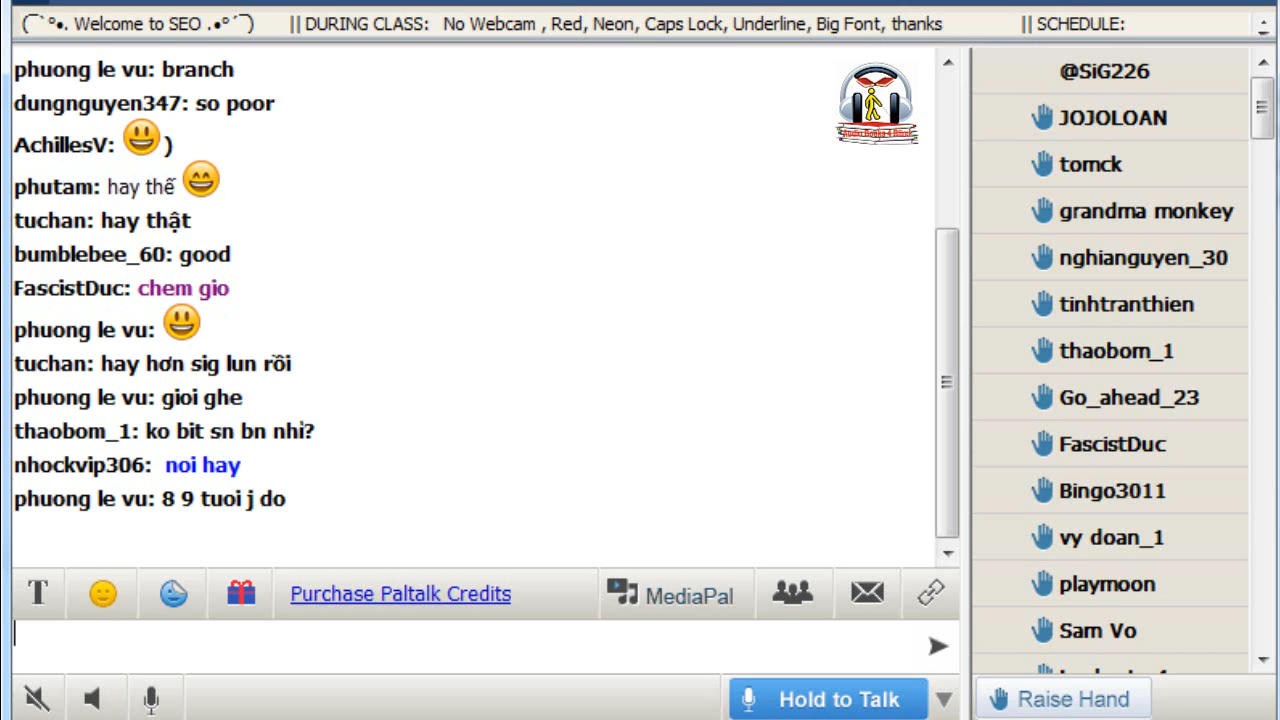 (¯`°•. Welcome to SEO .•°´¯) || DURING CLASS: No Webcam , Red, Neon, Caps Lock, Underline, Big Font, thanks || SCHEDULE:
phuong le vu: branch
dungnguyen347: so poor
AchillesV: )
phutam: hay thế
tuchan: hay thật
bumblebee_60: good
FascistDuc: chem gio
phuong le vu:
tuchan: hay hơn sig lun rồi
phuong le vu: gioi ghe
thaobom_1: ko bit sn bn nhỉ?
nhockvip306: noi hay
phuong le vu: 8 9 tuoi j do
Purchase Paltalk Credits
MediaPal
Hold to Talk
@SiG226
JOJOLOAN
tomck
grandma monkey
nghianguyen_30
tinhtranthien
thaobom_1
Go_ahead_23
FascistDuc
Bingo3011
vy doan_1
playmoon
Sam Vo
Raise Hand